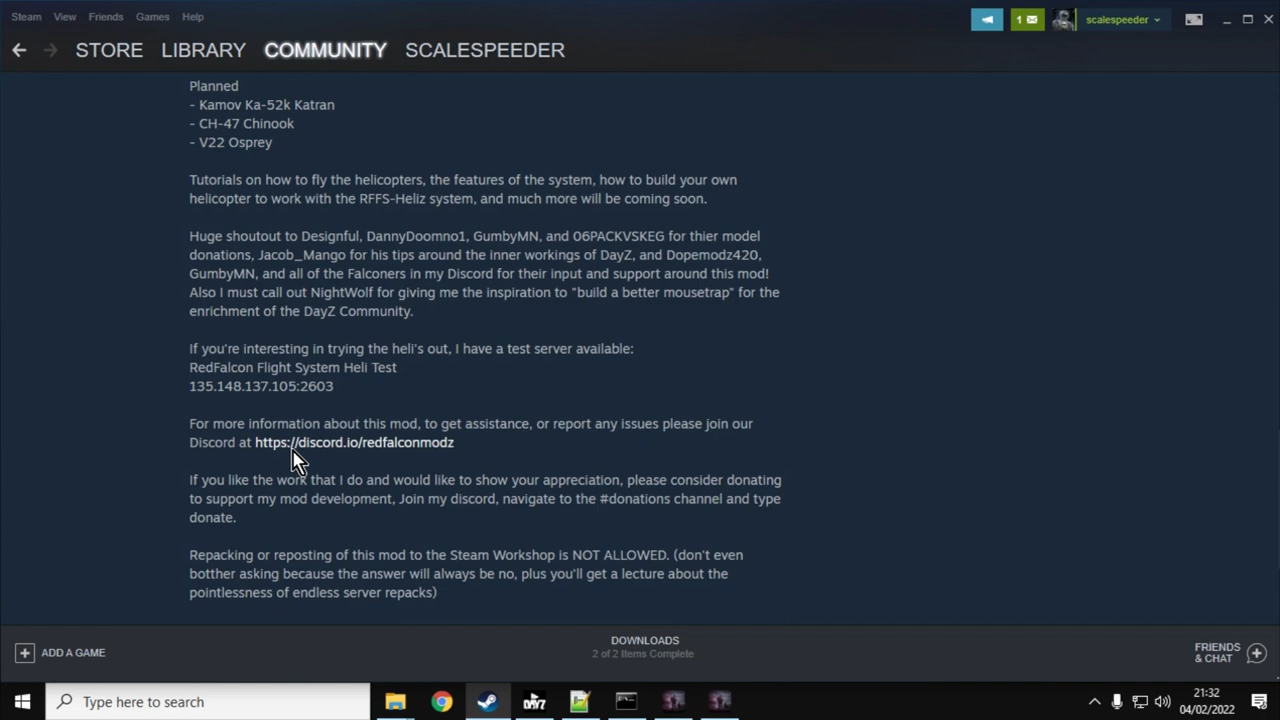 Steam View Friends Games Help
1
scalespeeder
STORE LIBRARY COMMUNITY SCALESPEEDER
Planned
- Kamov Ka-52k Katran
- CH-47 Chinook
- V22 Osprey
Tutorials on how to fly the helicopters, the features of the system, how to build your own
helicopter to work with the RFFS-Heliz system, and much more will be coming soon.
Huge shoutout to Designful, DannyDoomno1, GumbyMN, and 06PACKVSKEG for thier model
donations, Jacob_Mango for his tips around the inner workings of DayZ, and Dopemodz420,
GumbyMN, and all of the Falconers in my Discord for their input and support around this mod!
Also I must call out NightWolf for giving me the inspiration to "build a better mousetrap" for the
enrichment of the DayZ Community.
If you're interesting in trying the heli's out, I have a test server available:
RedFalcon Flight System Heli Test
135.148.137.105:2603
For more information about this mod, to get assistance, or report any issues please join our
Discord at https://discord.io/redfalconmodz
If you like the work that I do and would like to show your appreciation, please consider donating
to support my mod development, Join my discord, navigate to the #donations channel and type
donate.
Repacking or reposting of this mod to the Steam Workshop is NOT ALLOWED. (don't even
botther asking because the answer will always be no, plus you'll get a lecture about the
pointlessness of endless server repacks)
ADD A GAME
DOWNLOADS
2 of 2 Items Complete
FRIENDS
& CHAT
Type here to search
21:32
04/02/2022